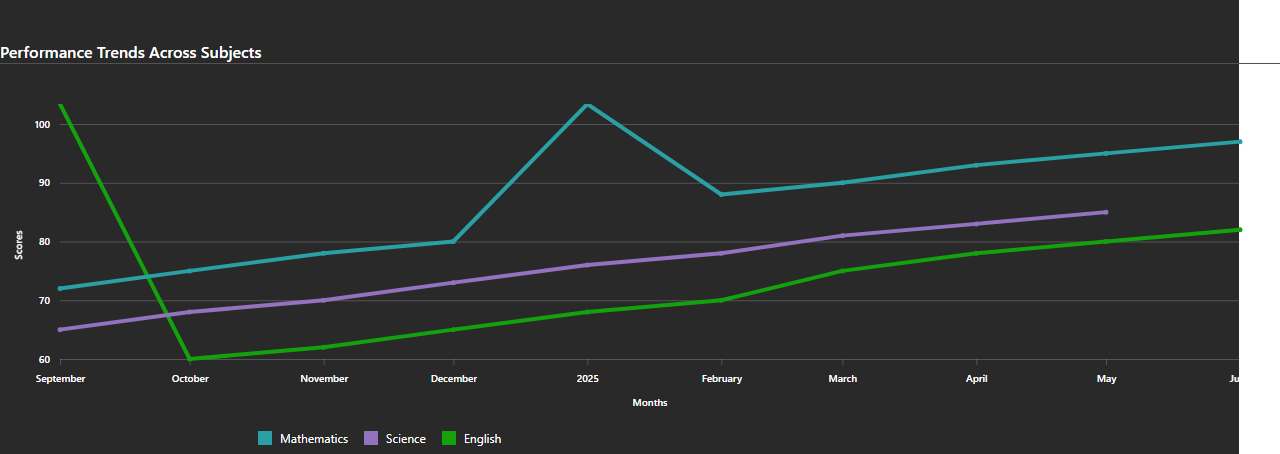 Performance Trends Across Subjects
100
90
80
70
60
Scores
September October November December 2025 February March April May Ju
Months
Mathematics Science English